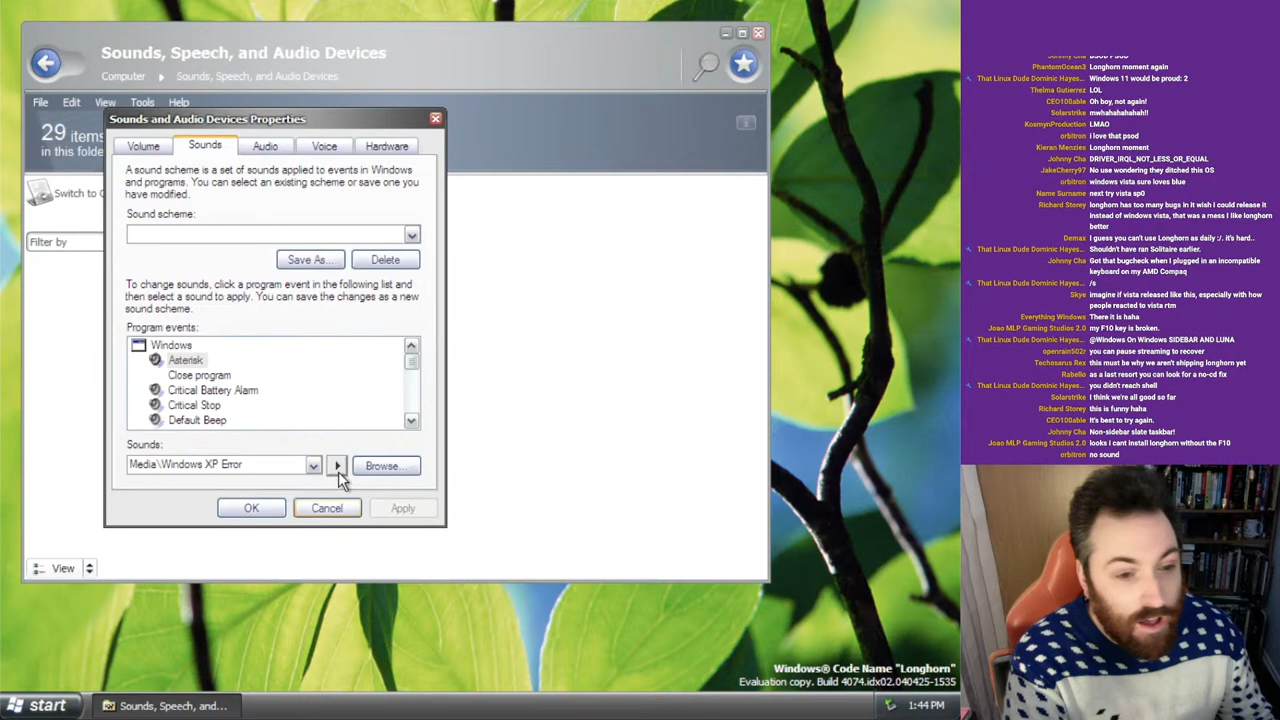 Sounds, Speech, and Audio Devices
Computer
Sounds, Speech, and Audio Devices
File Edit View Tools Help
29 items
in this folde
Switch to C
Filter by
Sounds and Audio Devices Properties
Volume Sounds Audio Voice Hardware
A sound scheme is a set of sounds applied to events in Windows
and programs. You can select an existing scheme or save one you
have modified.
Sound scheme:
Save As... Delete
To change sounds, click a program event in the following list and
then select a sound to apply. You can save the changes as a new
sound scheme.
Program events:
Windows
Asterisk
Close program
Critical Battery Alarm
Critical Stop
Default Beep
Sounds:
Media\Windows XP Error
Browse...
OK Cancel Apply
View
Windows® Code Name "Longhorn"
Evaluation copy. Build 4074.idx02.040425-1535
start
Sounds, Speech, and...
1:44 PM
PhantomOcean3 Longhorn moment again
That Linux Dude Dominic Hayes... Windows 11 would be proud: 2
Thelma Gutierrez LOL
CEO100able Oh boy, not again!
Solarstrike mwhahahahahah!!
KosmynProduction LMAO
orbitron i love that psod
Kieran Menzies Longhorn moment
Johnny Cha DRIVER_IRQL_NOT_LESS_OR_EQUAL
JakeCherry97 No use wondering they ditched this OS
orbitron windows vista sure loves blue
Name Surname next try vista sp0
Richard Storey longhorn has too many bugs in it wish I could release it
instead of windows vista, that was a mess I like longhorn
better
Demax I guess you can't use Longhorn as daily :/. it's hard..
That Linux Dude Dominic Hayes... Shouldn't have ran Solitaire earlier.
Johnny Cha Got that bugcheck when I plugged in an incompatible
keyboard on my AMD Compaq
That Linux Dude Dominic Hayes... /s
Skye imagine if vista released like this, especially with how
people reacted to vista rtm
Everything Windows There it is haha
Joao MLP Gaming Studios 2.0 my F10 key is broken.
That Linux Dude Dominic Hayes... @Windows On Windows SIDEBAR AND LUNA
openrain502r you can pause streaming to recover
Techosarus Rex this must be why we aren't shipping longhorn yet
Rabello as a last resort you can look for a no-cd fix
That Linux Dude Dominic Hayes... you didn't reach shell
Solarstrike I think we're all good so far
Richard Storey this is funny haha
CEO100able It's best to try again.
Johnny Cha Non-sidebar slate taskbar!
Joao MLP Gaming Studios 2.0 looks i cant install longhorn without the F10
orbitron no sound